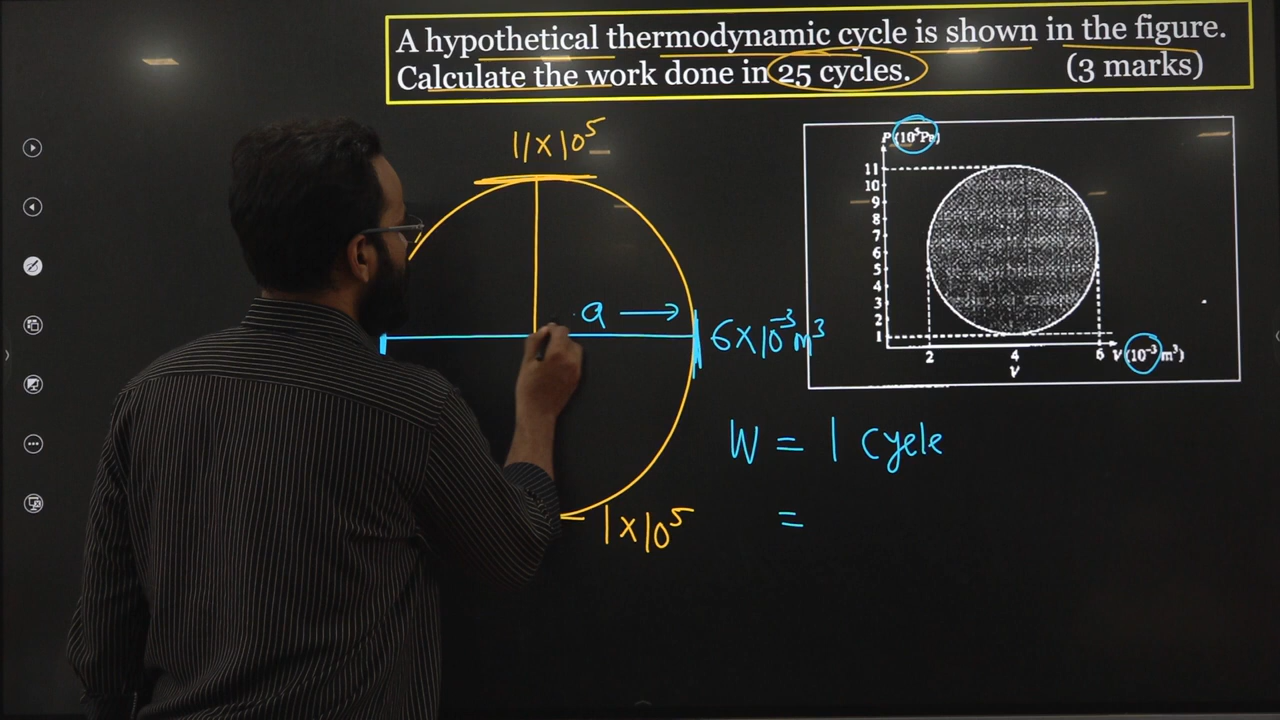 A hypothetical thermodynamic cycle is shown in the figure.
Calculate the work done in 25 cycles. (3 marks)
11×10⁵
P (10⁵Pa)
11
10
9
8
7
6
5
4
3
2
1
2 4 6 V (10⁻³ m³)
V
a → 6×10⁻³m³
W = 1 Cycle
=
1×10⁵